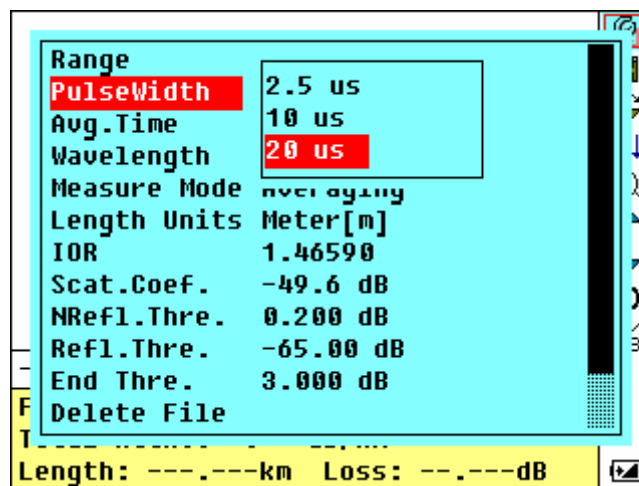 Range
PulseWidth 2.5 us
Avg.Time 10 us
Wavelength 20 us
Measure Mode Averaging
Length Units Meter[m]
IOR 1.46590
Scat.Coef. -49.6 dB
NRefl.Thre. 0.200 dB
Refl.Thre. -65.00 dB
End Thre. 3.000 dB
Delete File
Length: ---.---km Loss: --.---dB